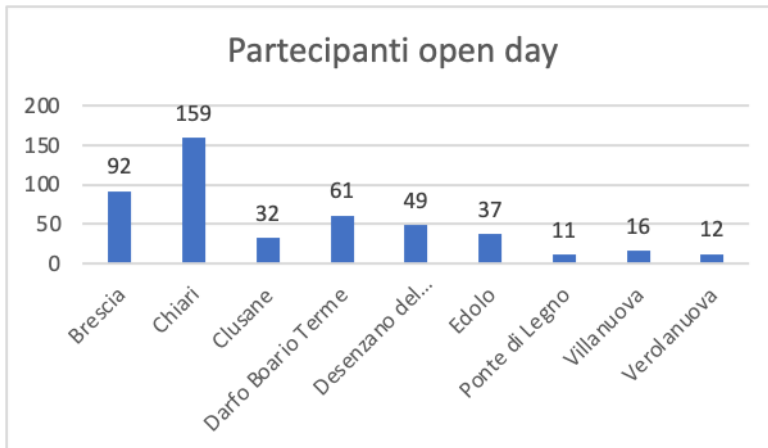 Partecipanti open day
200
150
100
50
0
92
159
32
61
49
37
11
16
12
Brescia
Chiari
Clusane
Darfo Boario Terme
Desenzano del...
Edolo
Ponte di Legno
Villanuova
Verolanuova